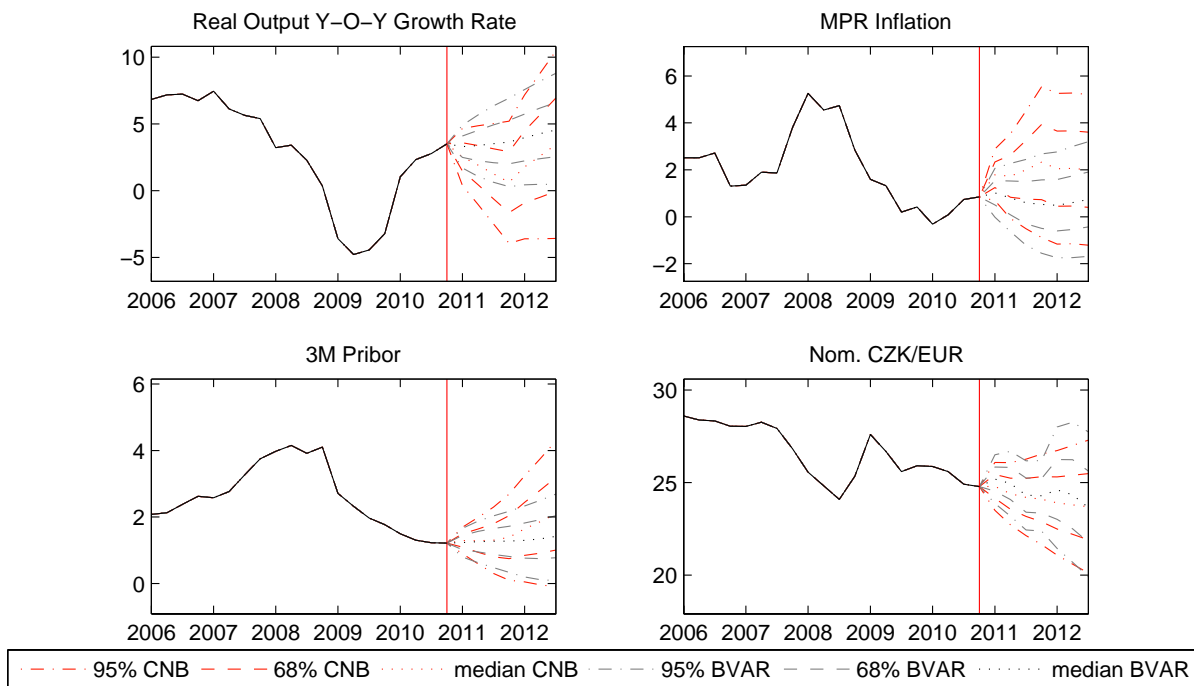 Real Output Y−O−Y Growth Rate
10
5
0
−5
2006 2007 2008 2009 2010 2011 2012
MPR Inflation
6
4
2
0
−2
2006 2007 2008 2009 2010 2011 2012
3M Pribor
6
4
2
0
2006 2007 2008 2009 2010 2011 2012
Nom. CZK/EUR
30
25
20
2006 2007 2008 2009 2010 2011 2012
95% CNB 68% CNB median CNB 95% BVAR 68% BVAR median BVAR